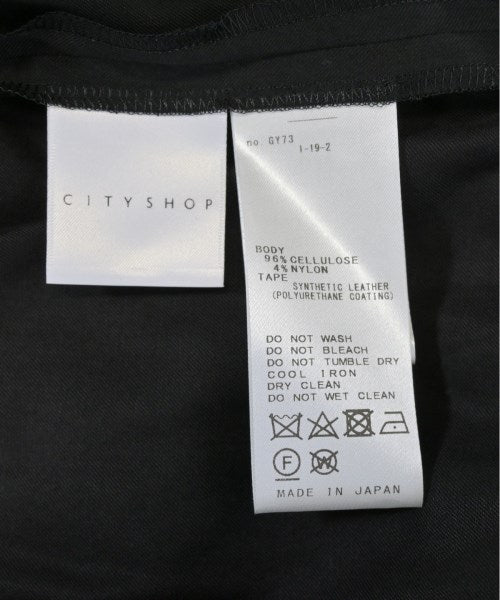 CITYSHOP
no. GY73
1-19-2
BODY
96% CELLULOSE
4% NYLON
TAPE
SYNTHETIC LEATHER
(POLYURETHANE COATING)
DO NOT WASH
DO NOT BLEACH
DO NOT TUMBLE DRY
COOL IRON
DRY CLEAN
DO NOT WET CLEAN
F W
MADE IN JAPAN